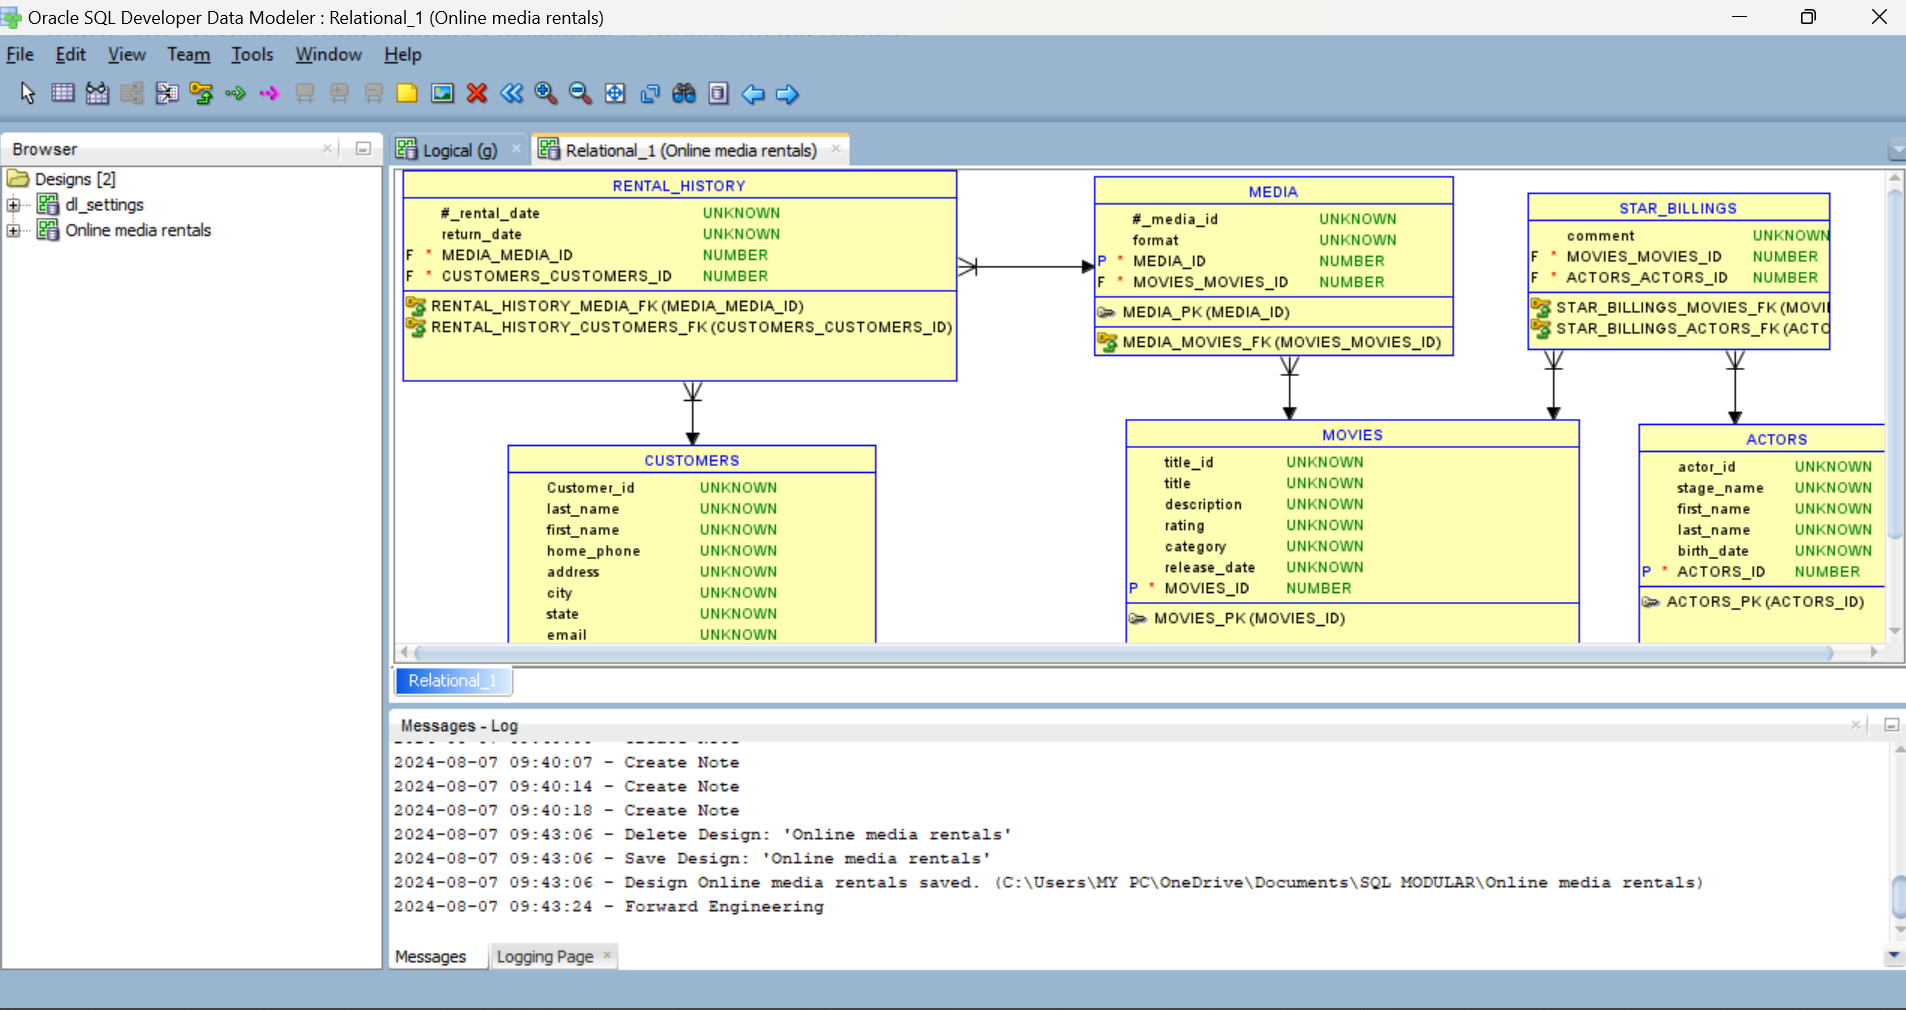 Oracle SQL Developer Data Modeler : Relational_1 (Online media rentals)
File Edit View Team Tools Window Help
Browser
Designs [2]
dl_settings
Online media rentals
Logical (g)
Relational_1 (Online media rentals)
RENTAL_HISTORY
#_rental_date UNKNOWN
return_date UNKNOWN
F * MEDIA_MEDIA_ID NUMBER
F * CUSTOMERS_CUSTOMERS_ID NUMBER
RENTAL_HISTORY_MEDIA_FK (MEDIA_MEDIA_ID)
RENTAL_HISTORY_CUSTOMERS_FK (CUSTOMERS_CUSTOMERS_ID)
MEDIA
#_media_id UNKNOWN
format UNKNOWN
P * MEDIA_ID NUMBER
F * MOVIES_MOVIES_ID NUMBER
MEDIA_PK (MEDIA_ID)
MEDIA_MOVIES_FK (MOVIES_MOVIES_ID)
STAR_BILLINGS
comment UNKNOWN
F * MOVIES_MOVIES_ID NUMBER
F * ACTORS_ACTORS_ID NUMBER
STAR_BILLINGS_MOVIES_FK (MOVI
STAR_BILLINGS_ACTORS_FK (ACTO
CUSTOMERS
Customer_id UNKNOWN
last_name UNKNOWN
first_name UNKNOWN
home_phone UNKNOWN
address UNKNOWN
city UNKNOWN
state UNKNOWN
email UNKNOWN
MOVIES
title_id UNKNOWN
title UNKNOWN
description UNKNOWN
rating UNKNOWN
category UNKNOWN
release_date UNKNOWN
P * MOVIES_ID NUMBER
MOVIES_PK (MOVIES_ID)
ACTORS
actor_id UNKNOWN
stage_name UNKNOWN
first_name UNKNOWN
last_name UNKNOWN
birth_date UNKNOWN
P * ACTORS_ID NUMBER
ACTORS_PK (ACTORS_ID)
Relational_1
Messages - Log
2024-08-07 09:40:07 - Create Note
2024-08-07 09:40:14 - Create Note
2024-08-07 09:40:18 - Create Note
2024-08-07 09:43:06 - Delete Design: 'Online media rentals'
2024-08-07 09:43:06 - Save Design: 'Online media rentals'
2024-08-07 09:43:06 - Design Online media rentals saved. (C:\Users\MY PC\OneDrive\Documents\SQL MODULAR\Online media rentals)
2024-08-07 09:43:24 - Forward Engineering
Messages
Logging Page